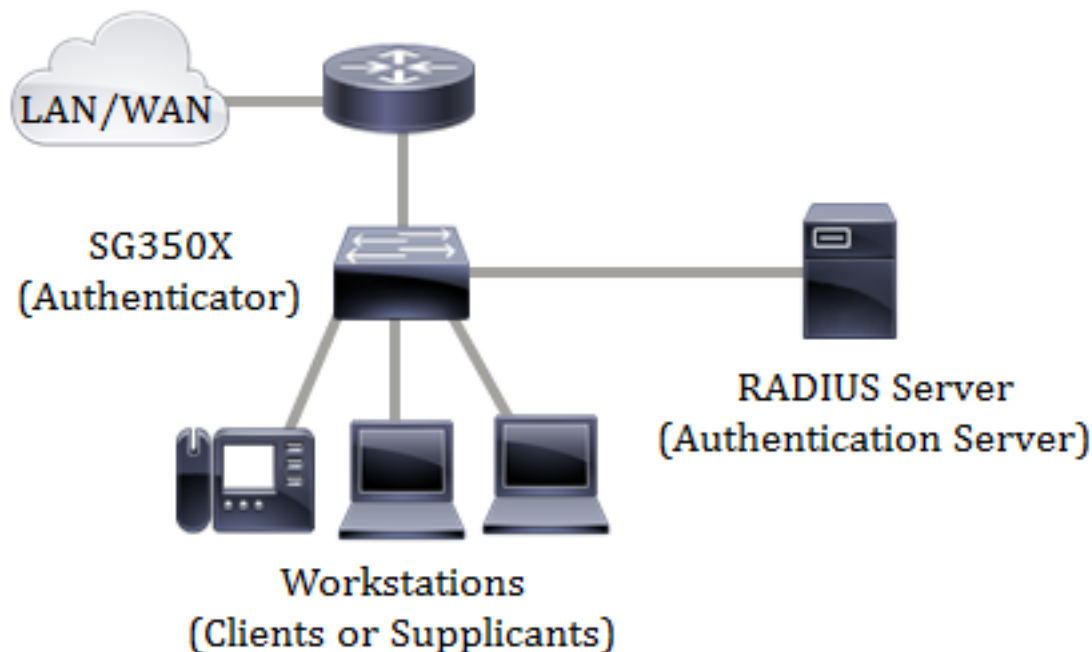 LAN/WAN
SG350X
(Authenticator)
RADIUS Server
(Authentication Server)
Workstations
(Clients or Supplicants)